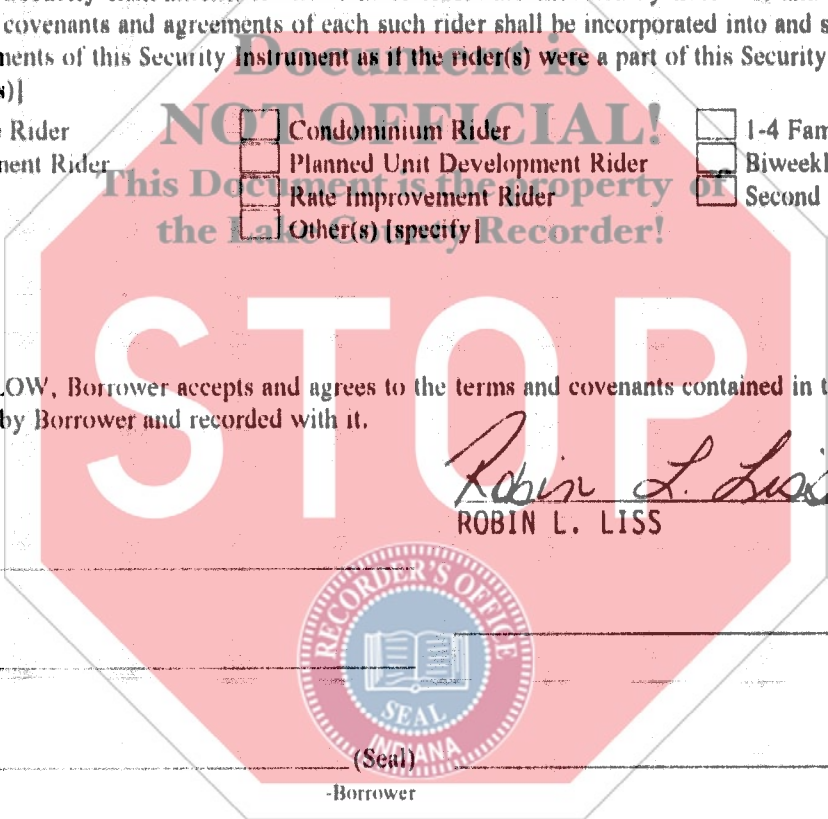 covenants and agreements of each such rider shall be incorporated into and s
nents of this Security Instrument as if the rider(s) were a part of this Security
s)]
Document is
NOT OFFICIAL!
This Document is the property of
the Lake County Recorder!
Rider
Condominium Rider
1-4 Fam
nent Rider
Planned Unit Development Rider
Biweekl
Rate Improvement Rider
Second
Other(s) [specify]
STOP
LOW, Borrower accepts and agrees to the terms and covenants contained in t
by Borrower and recorded with it.
Robin L. Liss
ROBIN L. LISS
RECORDER'S OFFICE
SEAL
INDIANA
(Seal)
-Borrower